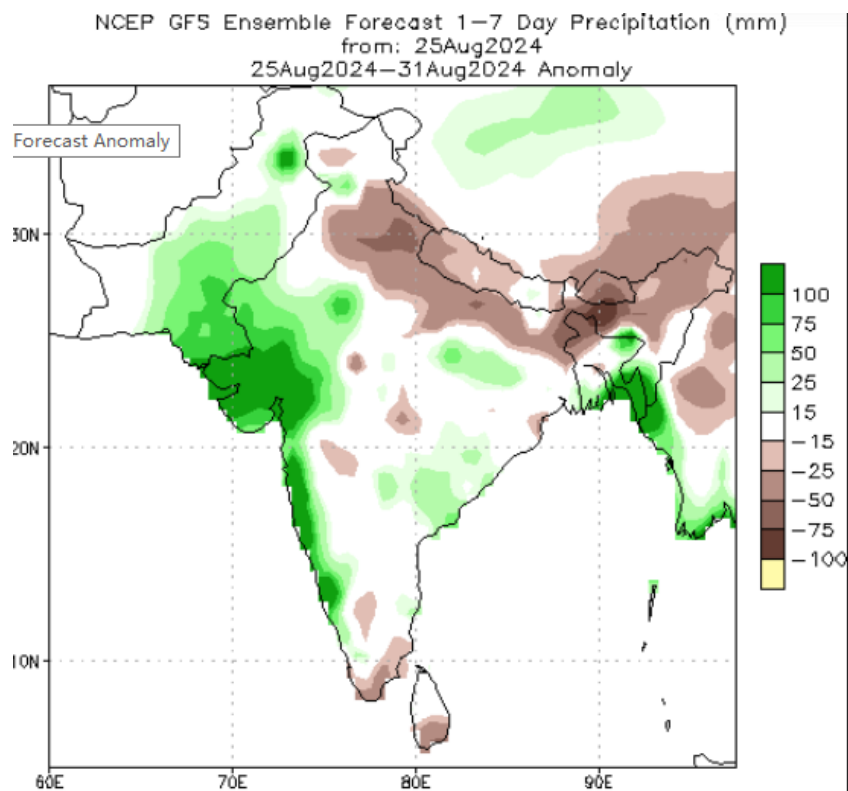 NCEP GFS Ensemble Forecast 1-7 Day Precipitation (mm)
from: 25Aug2024
25Aug2024-31Aug2024 Anomaly
Forecast Anomaly
30N
20N
10N
60E
70E
80E
90E
100
75
50
25
15
-15
-25
-50
-75
-100